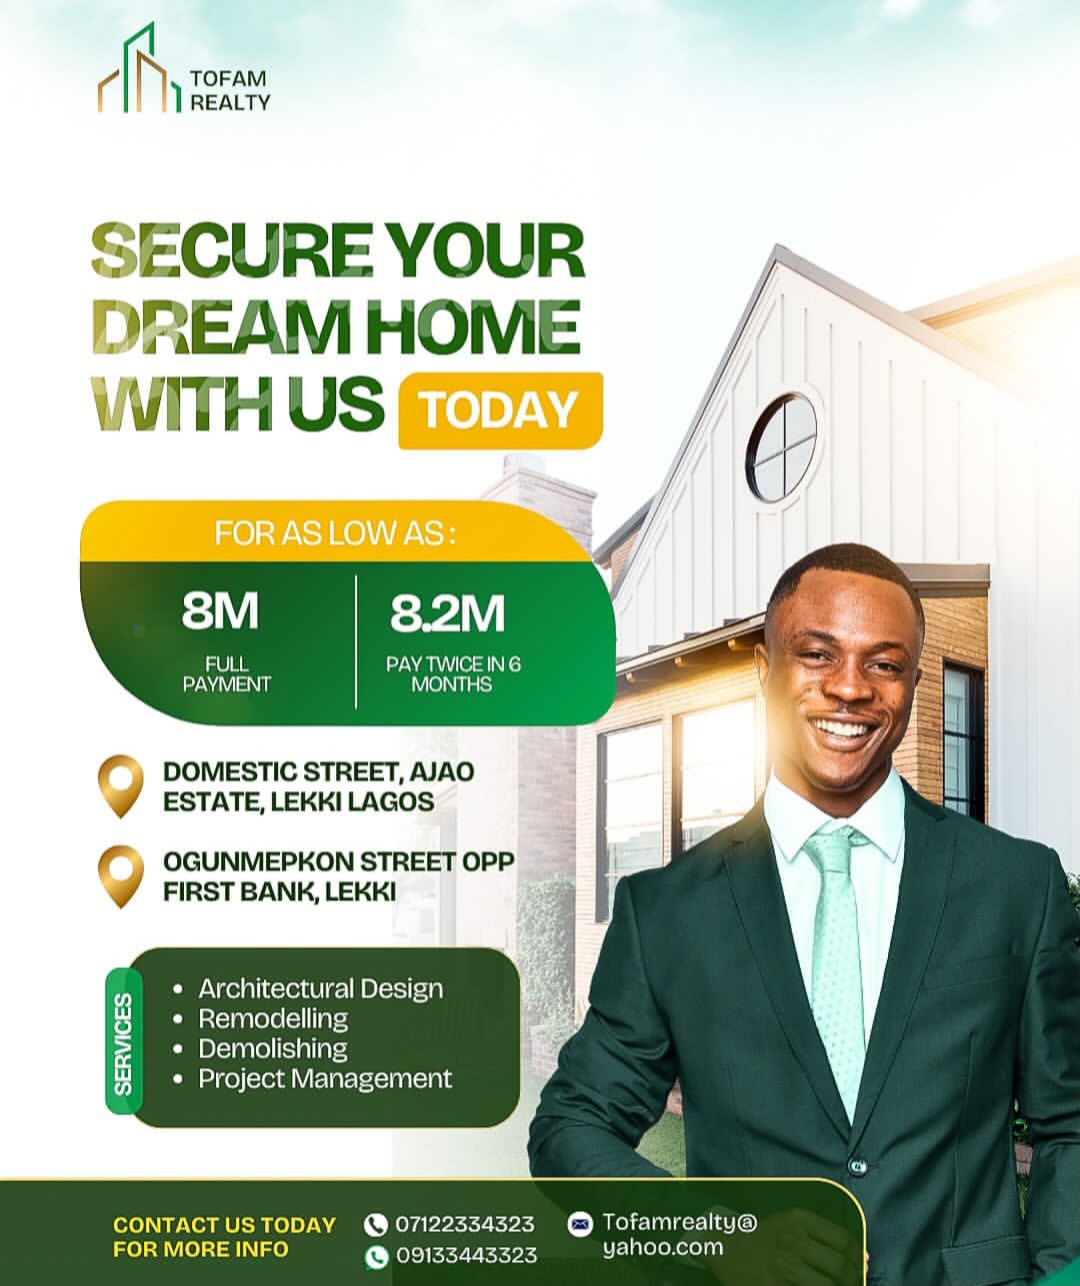 TOFAM
REALTY
SECURE YOUR
DREAM HOME
WITH US TODAY
FOR AS LOW AS :
8M
FULL
PAYMENT
8.2M
PAY TWICE IN 6
MONTHS
DOMESTIC STREET, AJAO
ESTATE, LEKKI LAGOS
OGUNMEPKON STREET OPP
FIRST BANK, LEKKI
SERVICES
• Architectural Design
• Remodelling
• Demolishing
• Project Management
CONTACT US TODAY
FOR MORE INFO
07122334323
09133443323
Tofamrealty@
yahoo.com